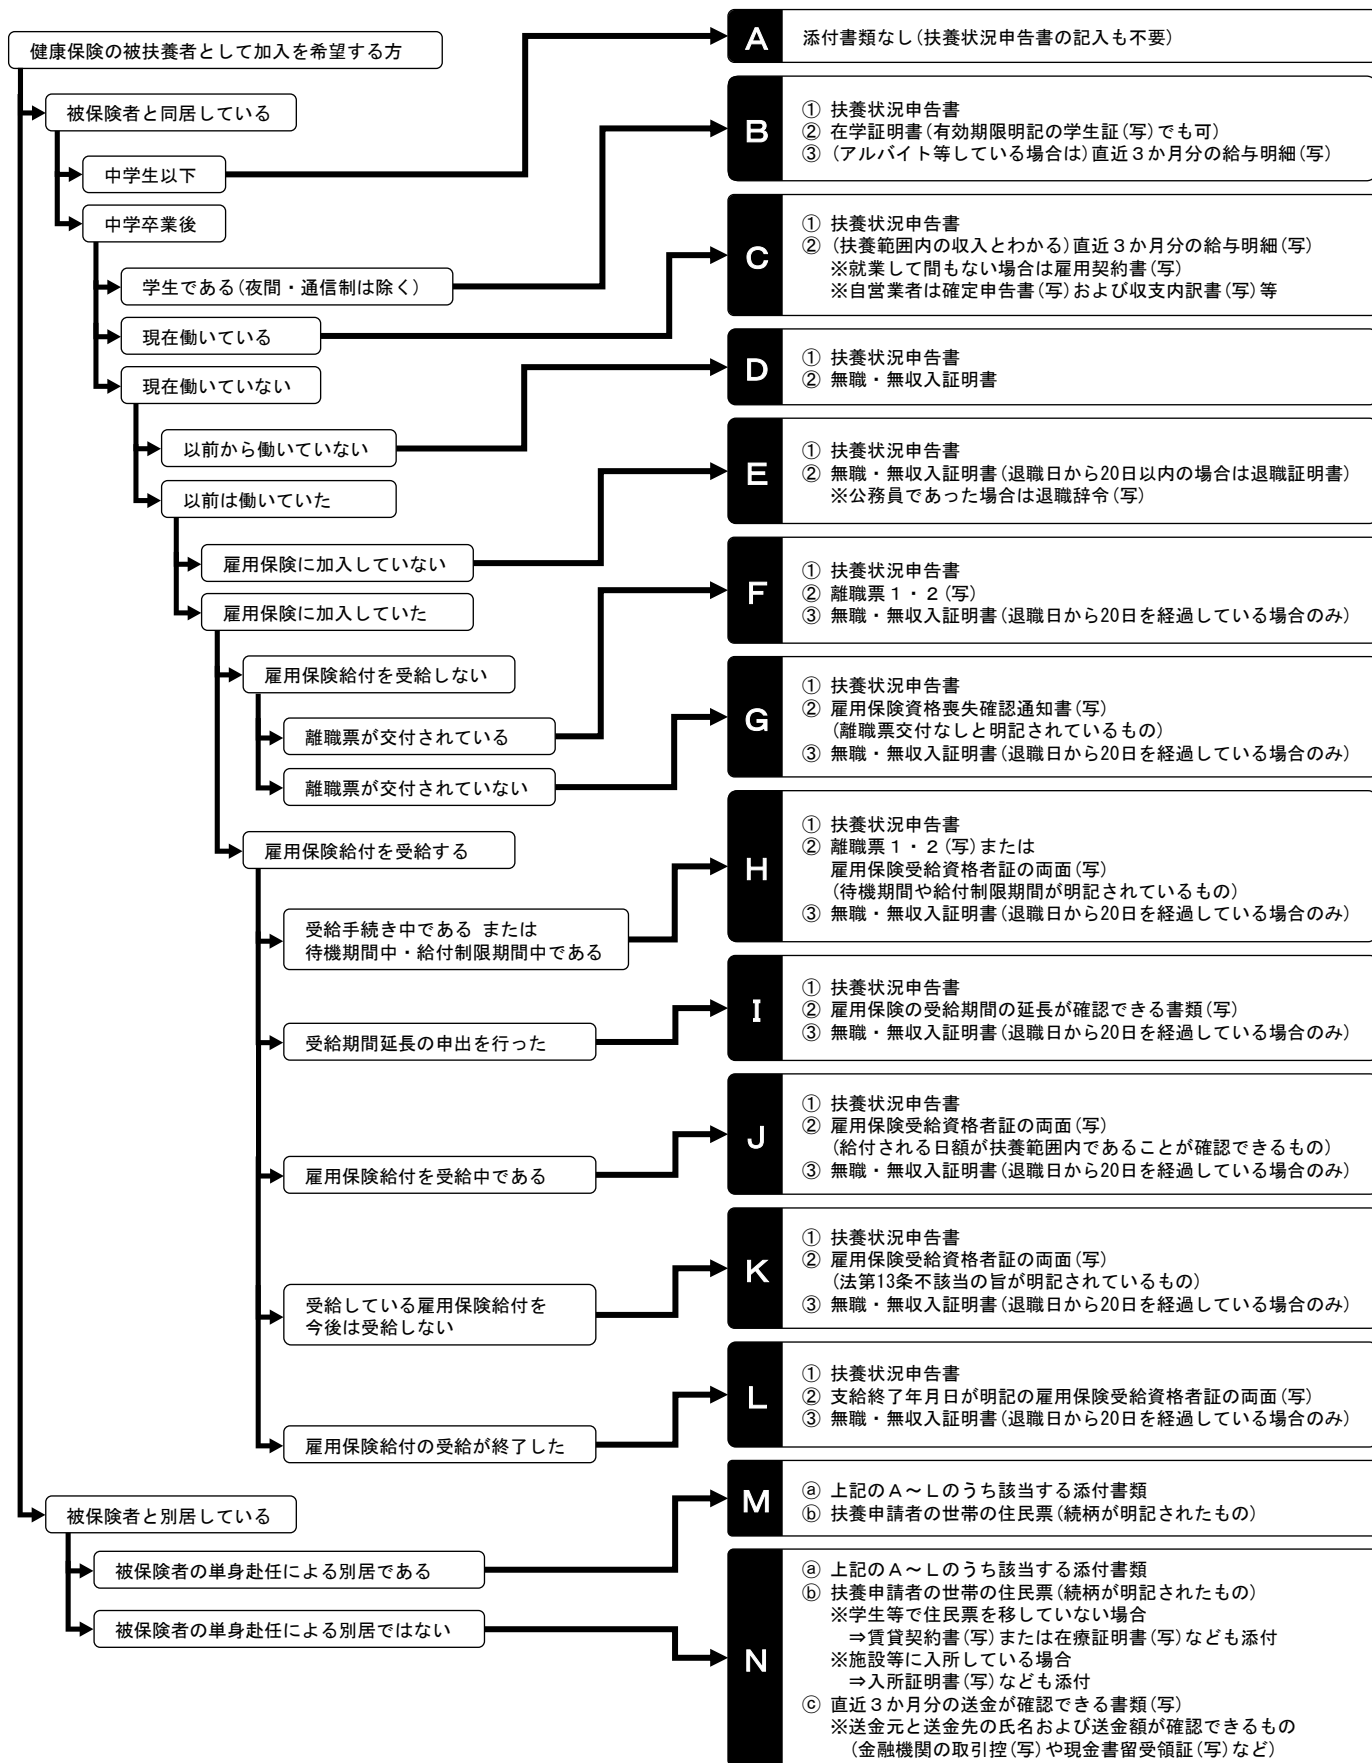 健康保険の被扶養者として加入を希望する方
被保険者と同居している
中学生以下
中学卒業後
学生である(夜間・通信制は除く)
現在働いている
現在働いていない
以前から働いていない
以前は働いていた
雇用保険に加入していない
雇用保険に加入していた
雇用保険給付を受給しない
離職票が交付されている
離職票が交付されていない
雇用保険給付を受給する
受給手続き中である または
待機期間中・給付制限期間中である
受給期間延長の申出を行った
雇用保険給付を受給中である
受給している雇用保険給付を
今後は受給しない
雇用保険給付の受給が終了した
被保険者と別居している
被保険者の単身赴任による別居である
被保険者の単身赴任による別居ではない
A
添付書類なし(扶養状況申告書の記入も不要)
B
① 扶養状況申告書
② 在学証明書(有効期限明記の学生証(写)でも可)
③ (アルバイト等している場合は)直近3か月分の給与明細(写)
C
① 扶養状況申告書
② (扶養範囲内の収入とわかる)直近3か月分の給与明細(写)
※就業して間もない場合は雇用契約書(写)
※自営業者は確定申告書(写)および収支内訳書(写)等
D
① 扶養状況申告書
② 無職・無収入証明書
E
① 扶養状況申告書
② 無職・無収入証明書(退職日から20日以内の場合は退職証明書)
※公務員であった場合は退職辞令(写)
F
① 扶養状況申告書
② 離職票1・2(写)
③ 無職・無収入証明書(退職日から20日を経過している場合のみ)
G
① 扶養状況申告書
② 雇用保険資格喪失確認通知書(写)
(離職票交付なしと明記されているもの)
③ 無職・無収入証明書(退職日から20日を経過している場合のみ)
H
① 扶養状況申告書
② 離職票1・2(写)または
雇用保険受給資格者証の両面(写)
(待機期間や給付制限期間が明記されているもの)
③ 無職・無収入証明書(退職日から20日を経過している場合のみ)
I
① 扶養状況申告書
② 雇用保険の受給期間の延長が確認できる書類(写)
③ 無職・無収入証明書(退職日から20日を経過している場合のみ)
J
① 扶養状況申告書
② 雇用保険受給資格者証の両面(写)
(給付される日額が扶養範囲内であることが確認できるもの)
③ 無職・無収入証明書(退職日から20日を経過している場合のみ)
K
① 扶養状況申告書
② 雇用保険受給資格者証の両面(写)
(法第13条不該当の旨が明記されているもの)
③ 無職・無収入証明書(退職日から20日を経過している場合のみ)
L
① 扶養状況申告書
② 支給終了年月日が明記の雇用保険受給資格者証の両面(写)
③ 無職・無収入証明書(退職日から20日を経過している場合のみ)
M
ⓐ 上記のA~Lのうち該当する添付書類
ⓑ 扶養申請者の世帯の住民票(続柄が明記されたもの)
N
ⓐ 上記のA~Lのうち該当する添付書類
ⓑ 扶養申請者の世帯の住民票(続柄が明記されたもの)
※学生等で住民票を移していない場合
⇒賃貸契約書(写)または在療証明書(写)なども添付
※施設等に入所している場合
⇒入所証明書(写)なども添付
ⓒ 直近3か月分の送金が確認できる書類(写)
※送金元と送金先の氏名および送金額が確認できるもの
(金融機関の取引控(写)や現金書留受領証(写)など)